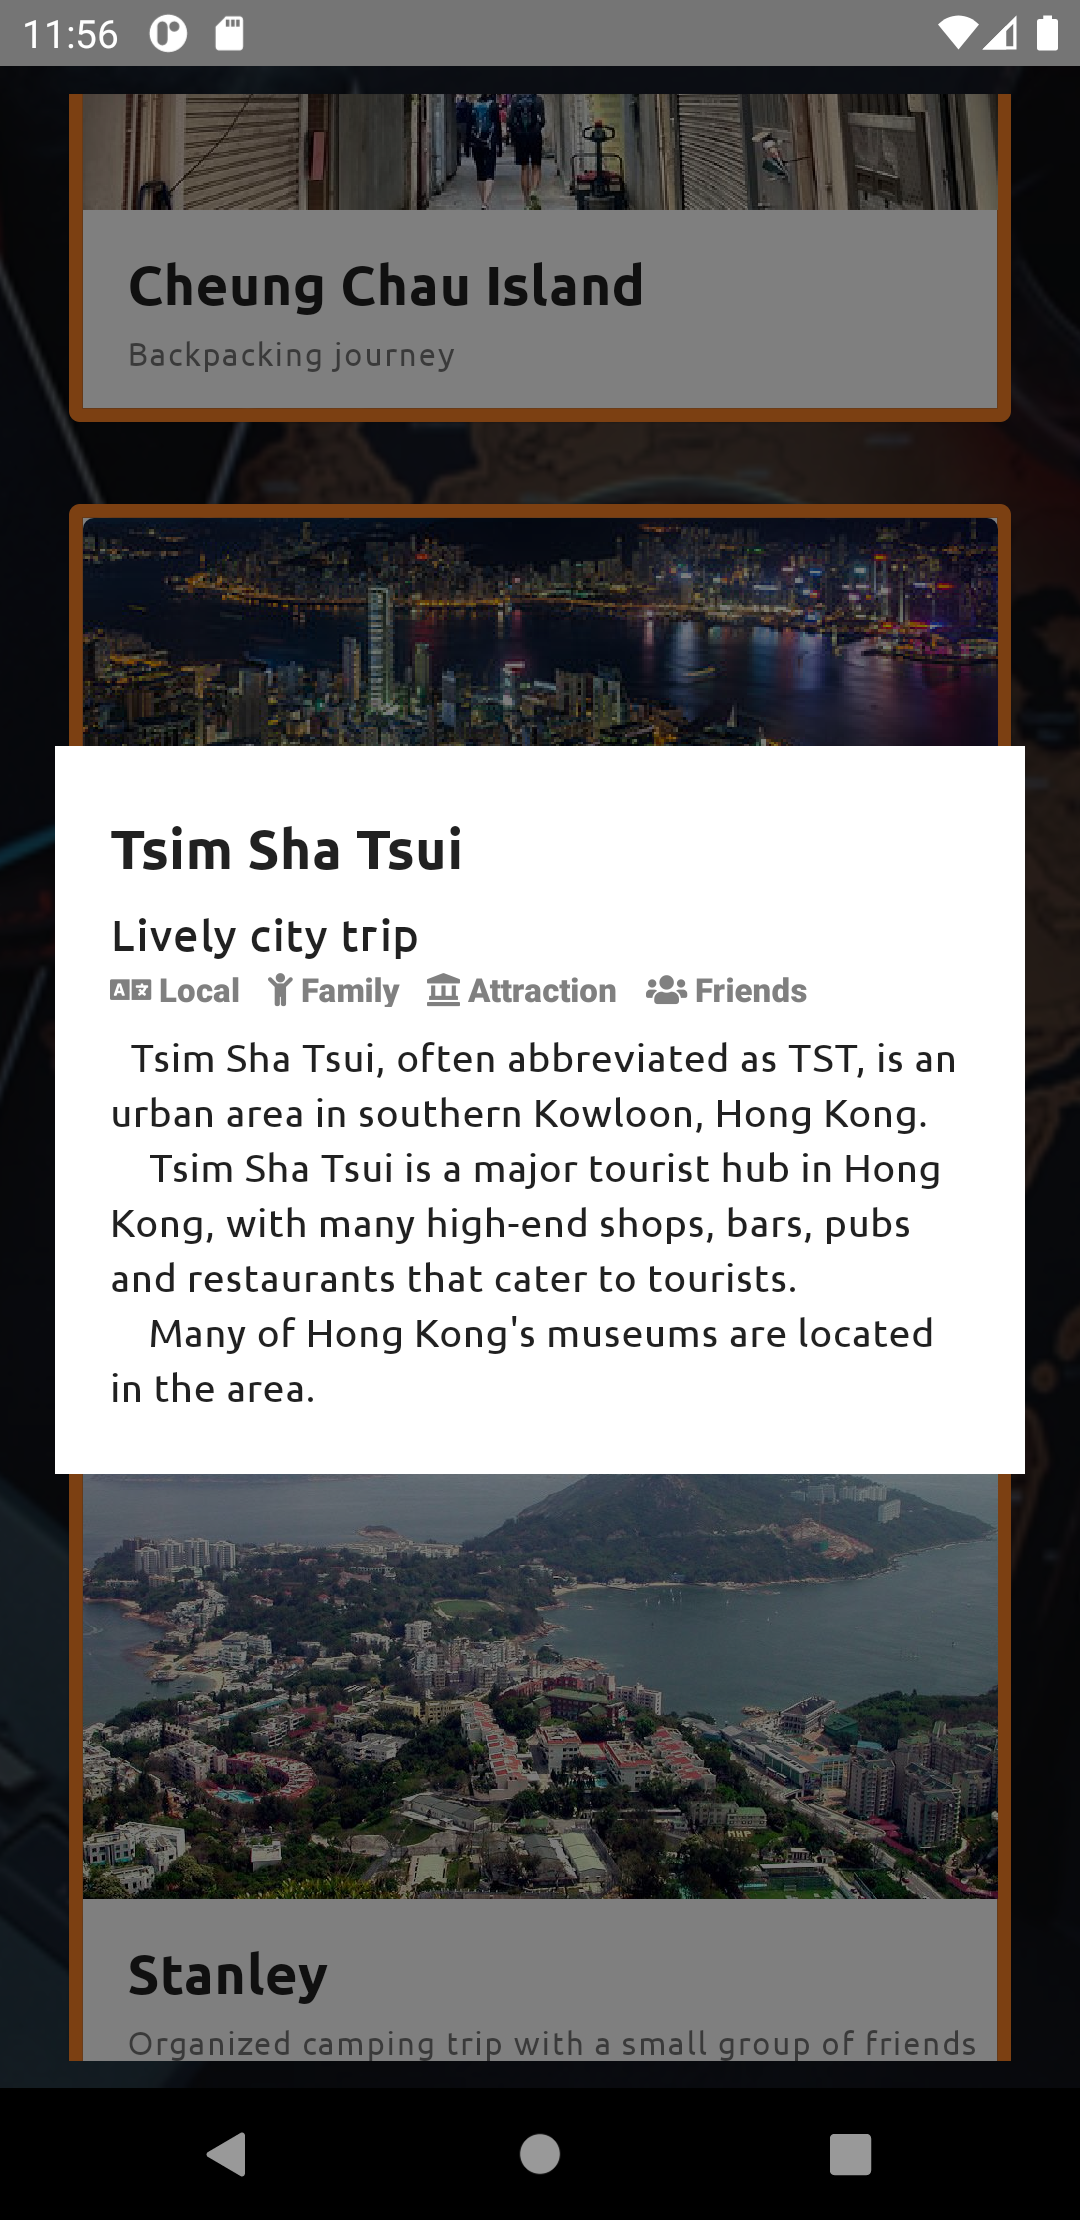 11:56
Cheung Chau Island
Backpacking journey
Tsim Sha Tsui
Lively city trip
Local Family Attraction Friends
Tsim Sha Tsui, often abbreviated as TST, is an
urban area in southern Kowloon, Hong Kong.
Tsim Sha Tsui is a major tourist hub in Hong
Kong, with many high-end shops, bars, pubs
and restaurants that cater to tourists.
Many of Hong Kong's museums are located
in the area.
Stanley
Organized camping trip with a small group of friends